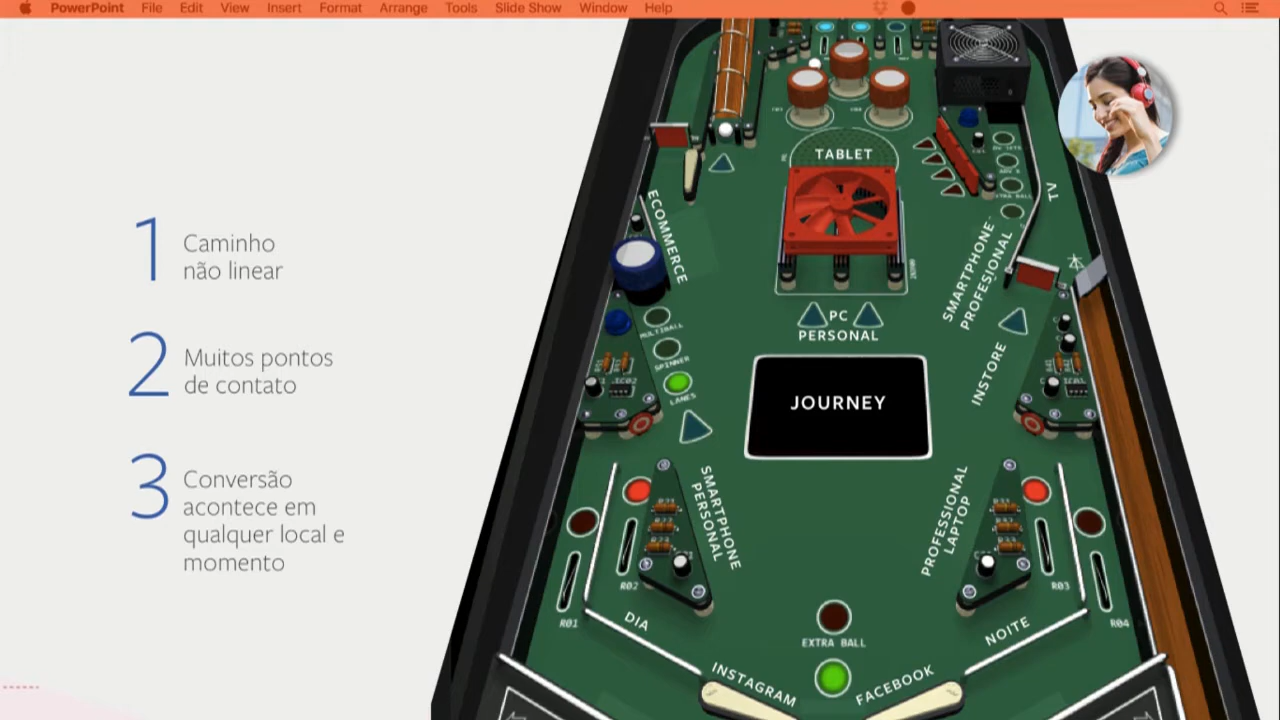 PowerPoint File Edit View Insert Format Arrange Tools Slide Show Window Help
1 Caminho
não linear
2 Muitos pontos
de contato
3 Conversão
acontece em
qualquer local e
momento
TABLET
TV
ECOMMERCE
SMARTPHONE
PROFESIONAL
PC
PERSONAL
MULTIBALL
SPINNER
LANES
INSTORE
JOURNEY
SMARTPHONE
PERSONAL
PROFESSIONAL
LAPTOP
R01
R02
R03
R04
DIA
NOITE
EXTRA BALL
INSTAGRAM
FACEBOOK